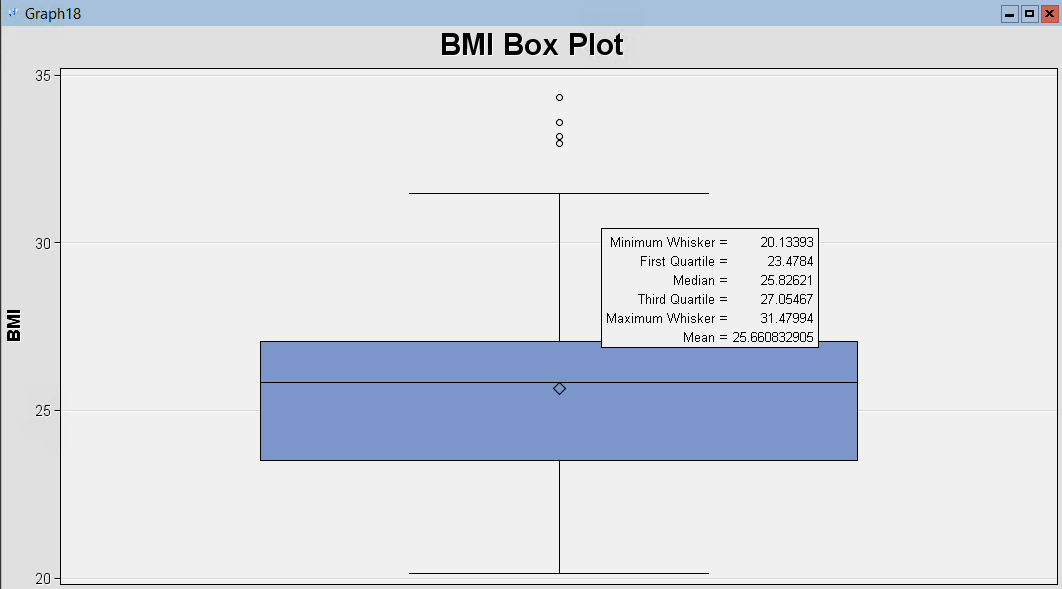 Graph18
BMI Box Plot
35
30
25
20
BMI
Minimum Whisker = 20.13393
First Quartile = 23.4784
Median = 25.82621
Third Quartile = 27.05467
Maximum Whisker = 31.47994
Mean = 25.660832905